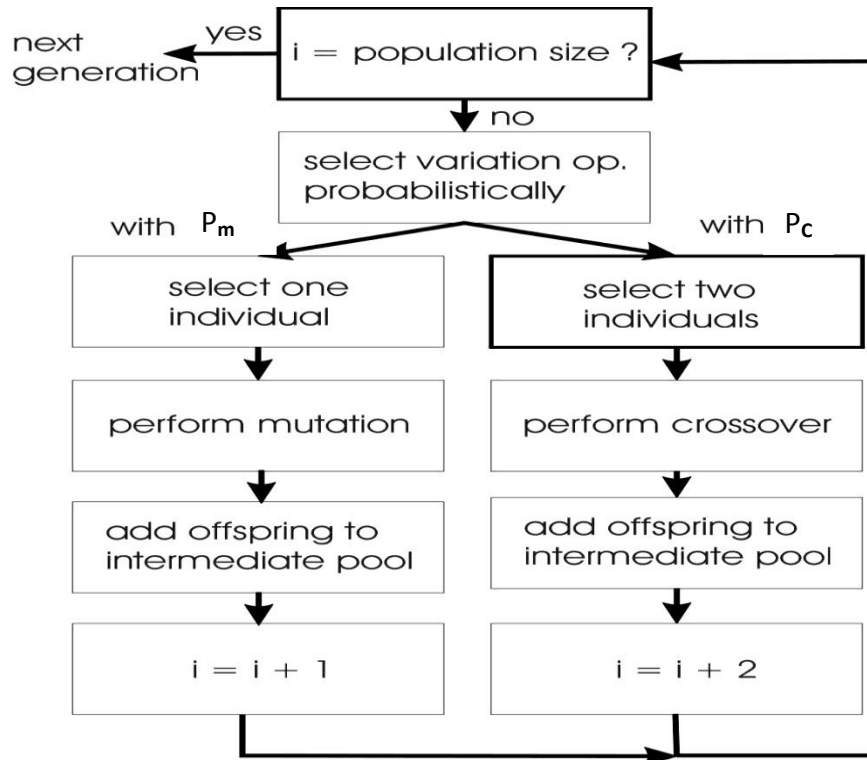 yes
next
generation
i = population size ?
no
select variation op.
probabilistically
with Pm
with Pc
select one
individual
select two
individuals
perform mutation
perform crossover
add offspring to
intermediate pool
add offspring to
intermediate pool
i = i + 1
i = i + 2